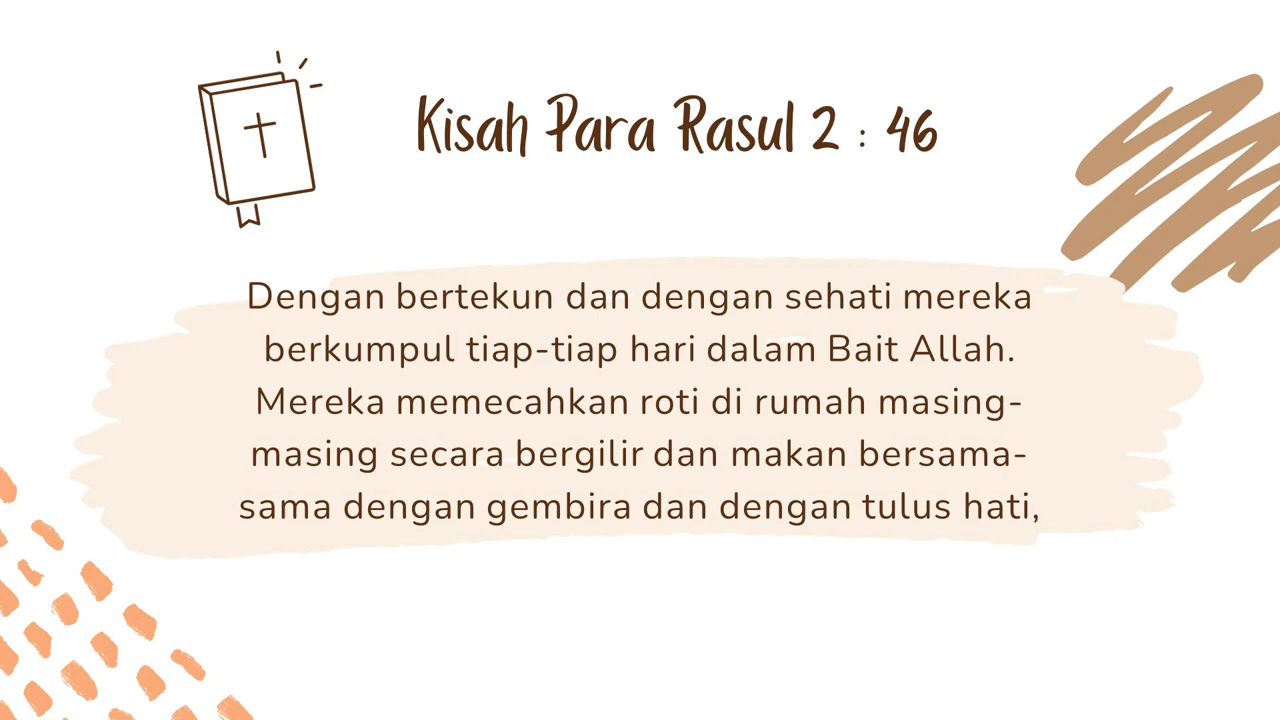 Kisah Para Rasul 2 : 46
Dengan bertekun dan dengan sehati mereka
berkumpul tiap-tiap hari dalam Bait Allah.
Mereka memecahkan roti di rumah masing-
masing secara bergilir dan makan bersama-
sama dengan gembira dan dengan tulus hati,